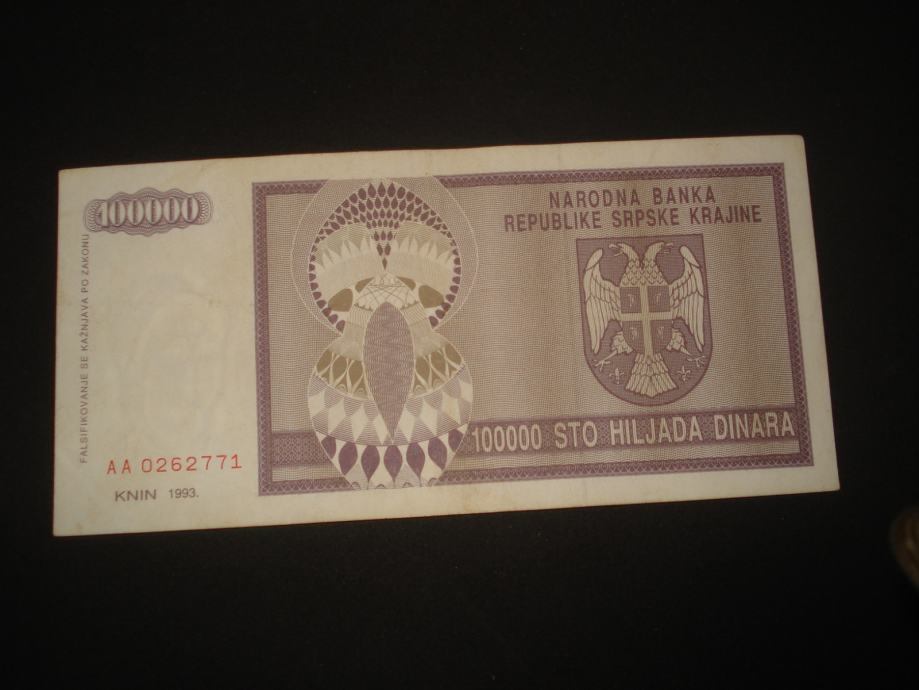 100000
FALSIFIKOVANJE SE KAŽNJAVA PO ZAKONU
NARODNA BANKA
REPUBLIKE SRPSKE KRAJINE
100000 STO HILJADA DINARA
AA 0262771
KNIN 1993.